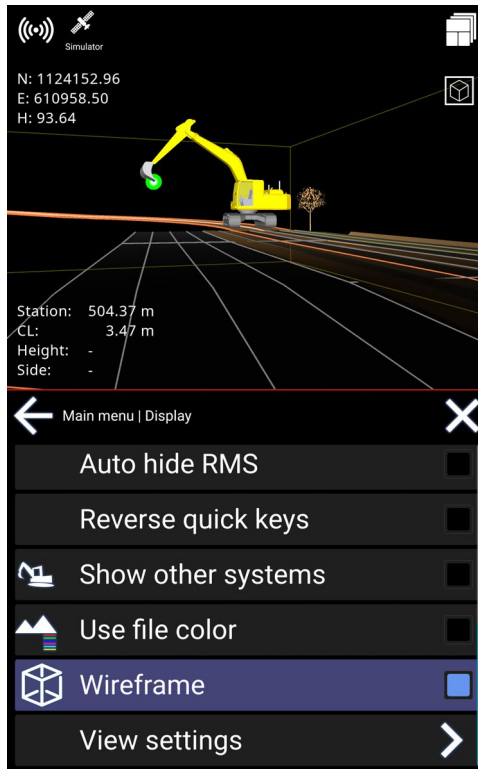 Simulator
N: 1124152.96
E: 610958.50
H: 93.64
Station: 504.37 m
CL: 3.47 m
Height: -
Side: -
Main menu | Display
Auto hide RMS
Reverse quick keys
Show other systems
Use file color
Wireframe
View settings